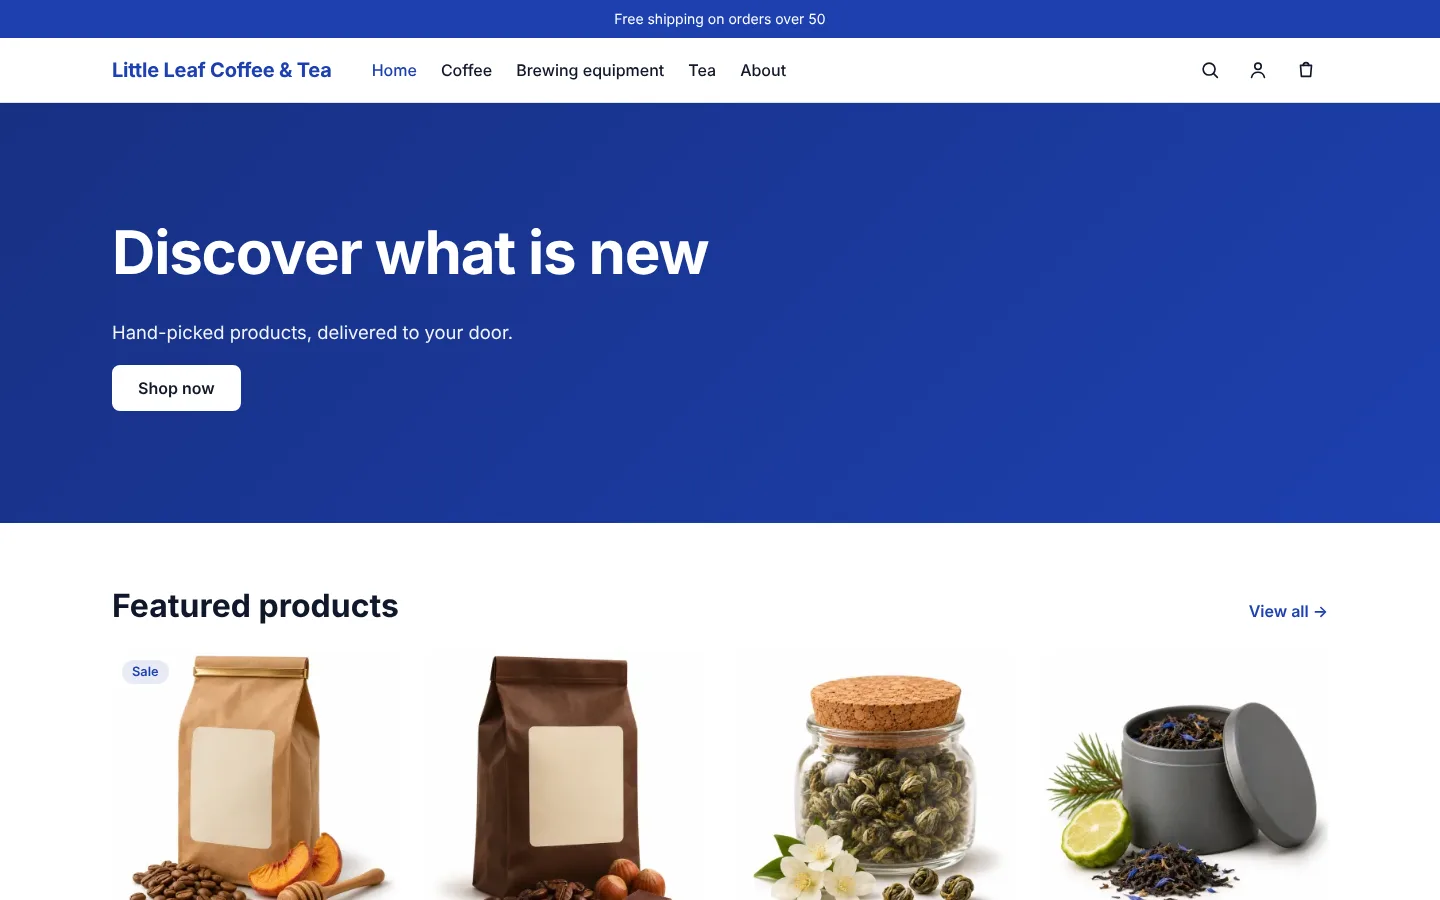 Free shipping on orders over 50
Little Leaf Coffee & Tea
Home
Coffee
Brewing equipment
Tea
About
Discover what is new
Hand-picked products, delivered to your door.
Shop now
Featured products
View all →
Sale